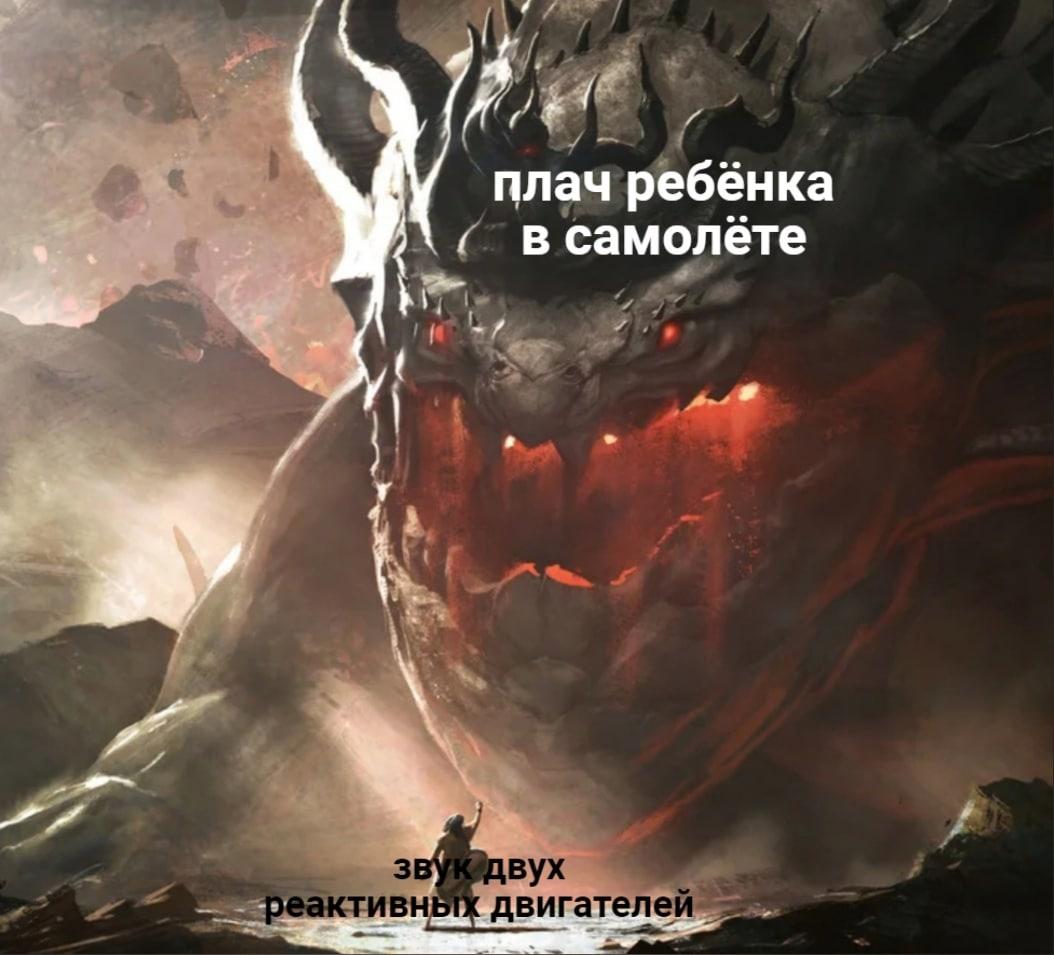 плач ребёнка
в самолёте
звук двух
реактивных двигателей